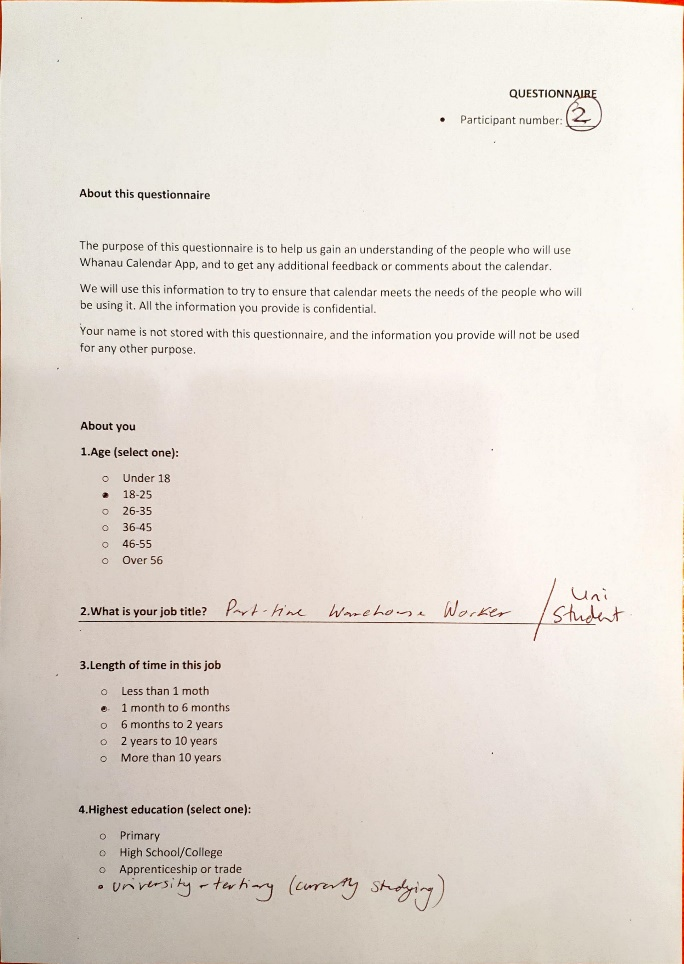 QUESTIONNAIRE
• Participant number: 2
About this questionnaire
The purpose of this questionnaire is to help us gain an understanding of the people who will use
Whanau Calendar App, and to get any additional feedback or comments about the calendar.
We will use this information to try to ensure that calendar meets the needs of the people who will
be using it. All the information you provide is confidential.
Your name is not stored with this questionnaire, and the information you provide will not be used
for any other purpose.
About you
1.Age (select one):
○ Under 18
● 18-25
○ 26-35
○ 36-45
○ 46-55
○ Over 56
2.What is your job title? Part-time Warehouse Worker / Uni
Student
3.Length of time in this job
○ Less than 1 moth
● 1 month to 6 months
○ 6 months to 2 years
○ 2 years to 10 years
○ More than 10 years
4.Highest education (select one):
○ Primary
○ High School/College
○ Apprenticeship or trade
• University - tertiary (currently studying)